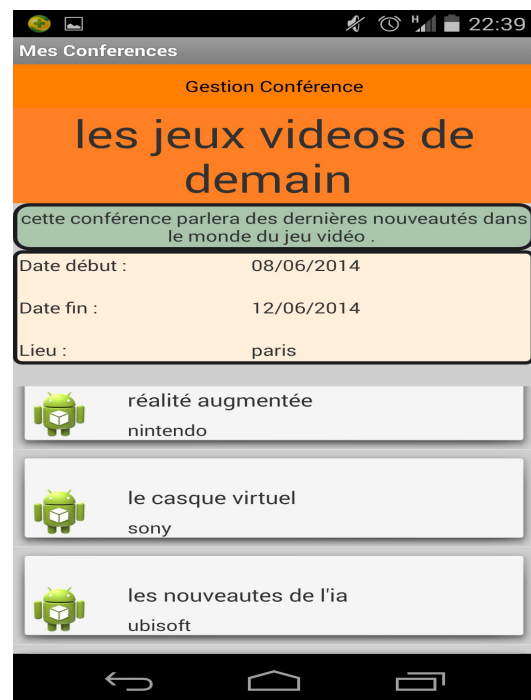 H 22:39
Mes Conferences
Gestion Conférence
les jeux videos de
demain
cette conférence parlera des dernières nouveautés dans
le monde du jeu vidéo .
Date début : 08/06/2014
Date fin : 12/06/2014
Lieu : paris
réalité augmentée
nintendo
le casque virtuel
sony
les nouveautes de l'ia
ubisoft